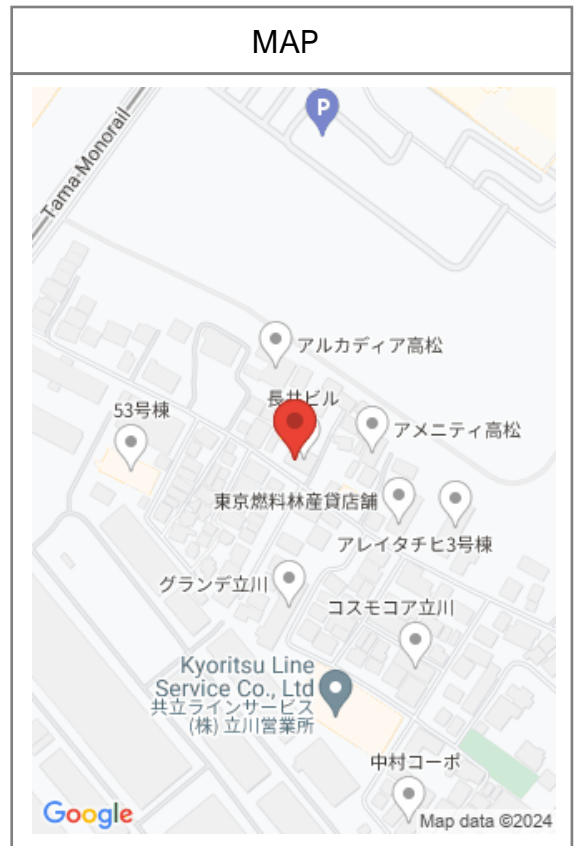 MAP
P
Tama-Monorail
アルカディア高松
長井ビル
53号棟
アメニティ高松
東京燃料林産貸店舗
アレイタチヒ3号棟
グランデ立川
コスモコア立川
Kyoritsu Line
Service Co., Ltd
共立ラインサービス
(株) 立川営業所
中村コーポ
Google
Map data ©2024